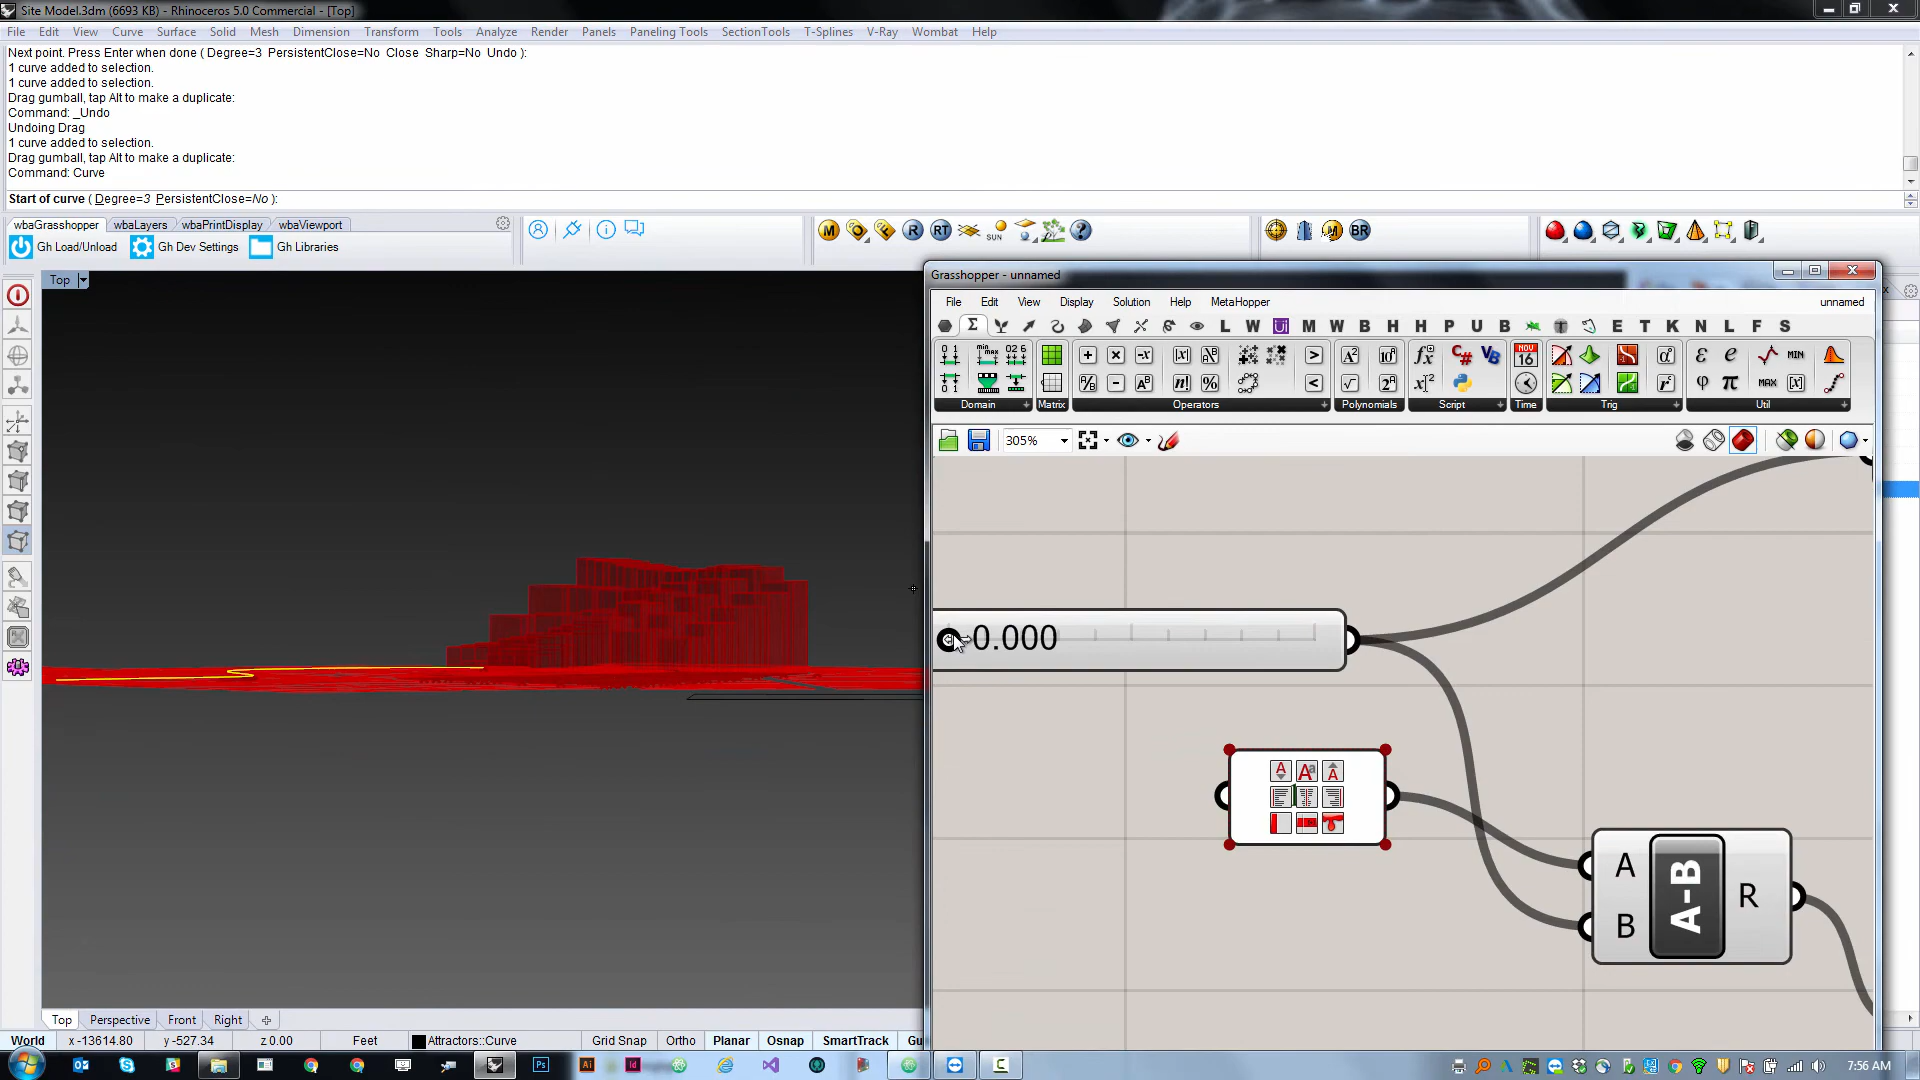 Site Model.3dm (6693 KB) - Rhinoceros 5.0 Commercial - [Top]
File Edit View Curve Surface Solid Mesh Dimension Transform Tools Analyze Render Panels Paneling Tools SectionTools T-Splines V-Ray Wombat Help
Next point. Press Enter when done ( Degree=3 PersistentClose=No Close Sharp=No Undo ):
1 curve added to selection.
1 curve added to selection.
Drag gumball, tap Alt to make a duplicate:
Command: _Undo
Undoing Drag
1 curve added to selection.
Drag gumball, tap Alt to make a duplicate:
Command: Curve
Start of curve ( Degree=3 PersistentClose=No ):
wbaGrasshopper wbaLayers wbaPrintDisplay wbaViewport
Gh Load/Unload Gh Dev Settings Gh Libraries
Top
Grasshopper - unnamed
File Edit View Display Solution Help MetaHopper unnamed
L W Ui M W B H H P U B E T K N L F S
Domain Matrix Operators Polynomials Script Time Trig Util
305%
0.000
A
B
A-B
R
Top Perspective Front Right
World x -13614.80 y -527.34 z 0.00 Feet Attractors::Curve Grid Snap Ortho Planar Osnap SmartTrack Gu
7:56 AM